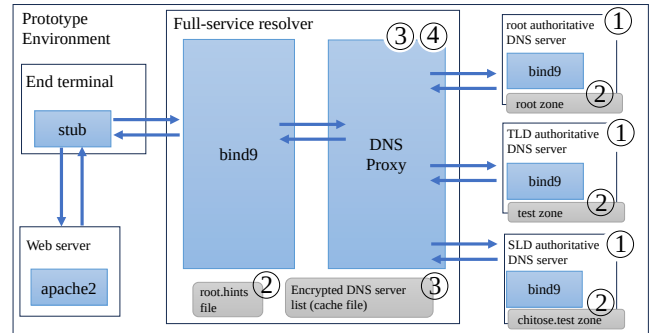 Prototype
Environment
End terminal
stub
Web server
apache2
Full-service resolver
bind9
③ ④
DNS
Proxy
root.hints
file
②
Encrypted DNS server
list (cache file)
③
root authoritative
DNS server
①
bind9
②
root zone
TLD authoritative
DNS server
①
bind9
②
test zone
SLD authoritative
DNS server
①
bind9
②
chitose.test zone